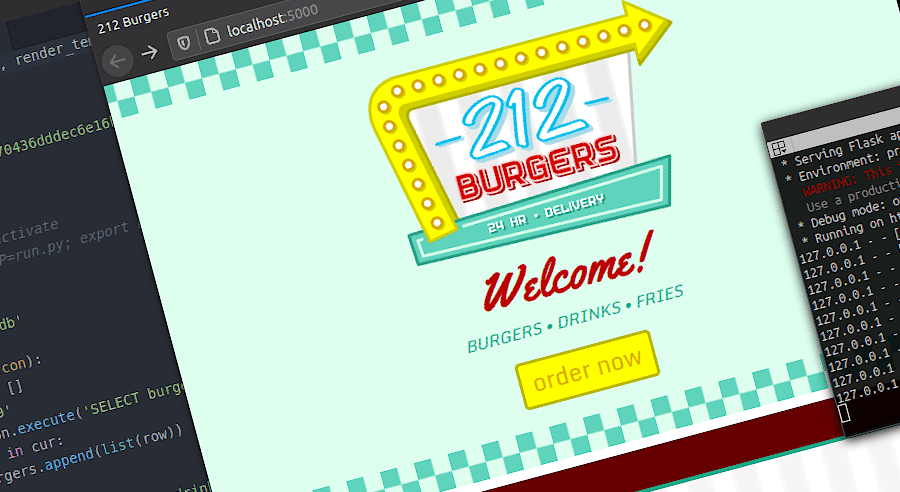 212 Burgers
localhost:5000
, render_te
70436dddec6e16
activate
P=run.py; export
db'
con):
[]
n.execute('SELECT burg
in cur:
rgers.append(list(row))
212
BURGERS
24 HR • DELIVERY
Welcome!
BURGERS • DRINKS • FRIES
order now
* Serving Flask ap
* Environment: pr
WARNING: This
Use a producti
* Debug mode: o
* Running on ht
127.0.0.1 - - [
127.0.0.1 - -
127.0.0.1 - -
127.0.0.1 - -
127.0.0.1 -
127.0.0.1 -
127.0.0.1 -
127.0.0.1
127.0.0.1
127.0.0.1